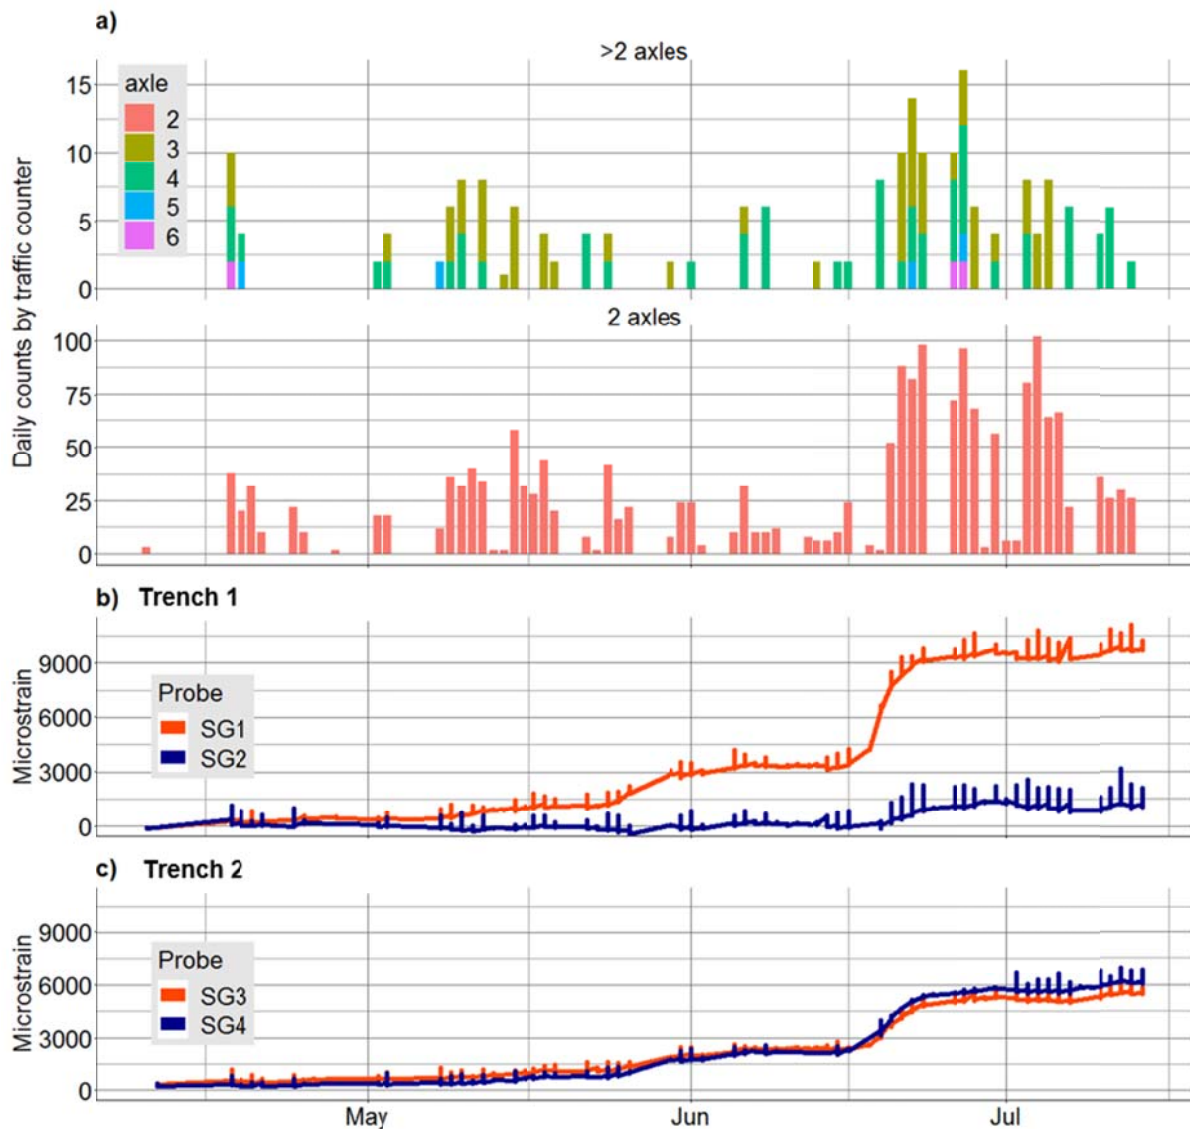 a)
>2 axles
axle
2
3
4
5
6
15
10
5
0
Daily counts by traffic counter
2 axles
100
75
50
25
0
b) Trench 1
Microstrain
9000
6000
3000
0
Probe
SG1
SG2
c) Trench 2
Microstrain
9000
6000
3000
0
Probe
SG3
SG4
May Jun Jul